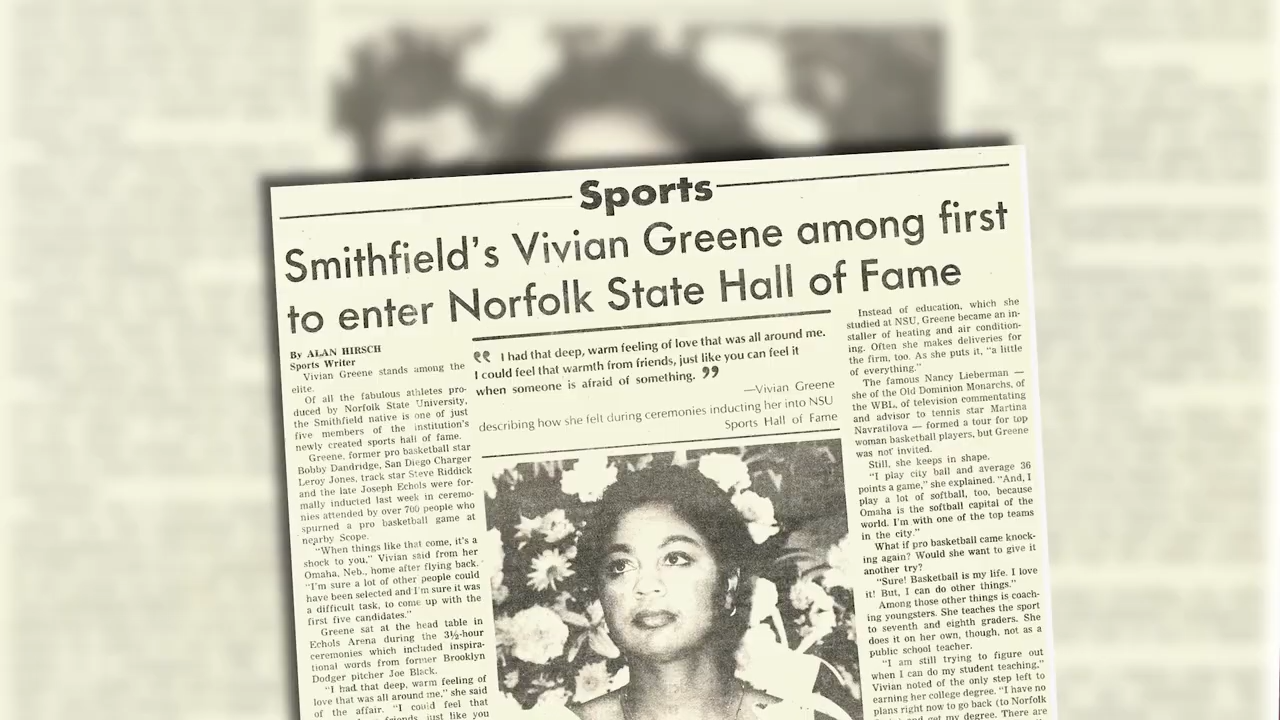 Sports
Smithfield's Vivian Greene among first
to enter Norfolk State Hall of Fame
By ALAN HIRSCH
Sports Writer
Vivian Greene stands among the
elite.
Of all the fabulous athletes pro-
duced by Norfolk State University,
the Smithfield native is one of just
five members of the institution's
newly created sports hall of fame.
Greene, former pro basketball star
Bobby Dandridge, San Diego Charger
Leroy Jones, track star Steve Riddick
and the late Joseph Echols were for-
mally inducted last week in ceremo-
nies attended by over 700 people who
spurned a pro basketball game at
nearby Scope.
"When things like that come, it's a
shock to you," Vivian said from her
Omaha, Neb., home after flying back.
"I'm sure a lot of other people could
have been selected and I'm sure it was
a difficult task, to come up with the
first five candidates."
Greene sat at the head table in
Echols Arena during the 3½-hour
ceremonies which included inspira-
tional words from former Brooklyn
Dodger pitcher Joe Black.
"I had that deep, warm feeling of
love that was all around me," she said
of the affair. "I could feel that
friends, just like you
" I had that deep, warm feeling of love that was all around me.
I could feel that warmth from friends, just like you can feel it
when someone is afraid of something. "
—Vivian Greene
describing how she felt during ceremonies inducting her into NSU
Sports Hall of Fame
Instead of education, which she
studied at NSU, Greene became an in-
staller of heating and air condition-
ing. Often she makes deliveries for
the firm, too. As she puts it, "a little
of everything."
The famous Nancy Lieberman —
she of the Old Dominion Monarchs, of
the WBL, of television commentating
and advisor to tennis star Martina
Navratilova — formed a tour for top
woman basketball players, but Greene
was not invited.
Still, she keeps in shape.
"I play city ball and average 36
points a game," she explained. "And, I
play a lot of softball, too, because
Omaha is the softball capital of the
world. I'm with one of the top teams
in the city."
What if pro basketball came knock-
ing again? Would she want to give it
another try?
"Sure! Basketball is my life. I love
it! But, I can do other things."
Among those other things is coach-
ing youngsters. She teaches the sport
to seventh and eighth graders. She
does it on her own, though, not as a
public school teacher.
"I am still trying to figure out
when I can do my student teaching,"
Vivian noted of the only step left to
earning her college degree. "I have no
plans right now to go back (to Norfolk
and get my degree. There are